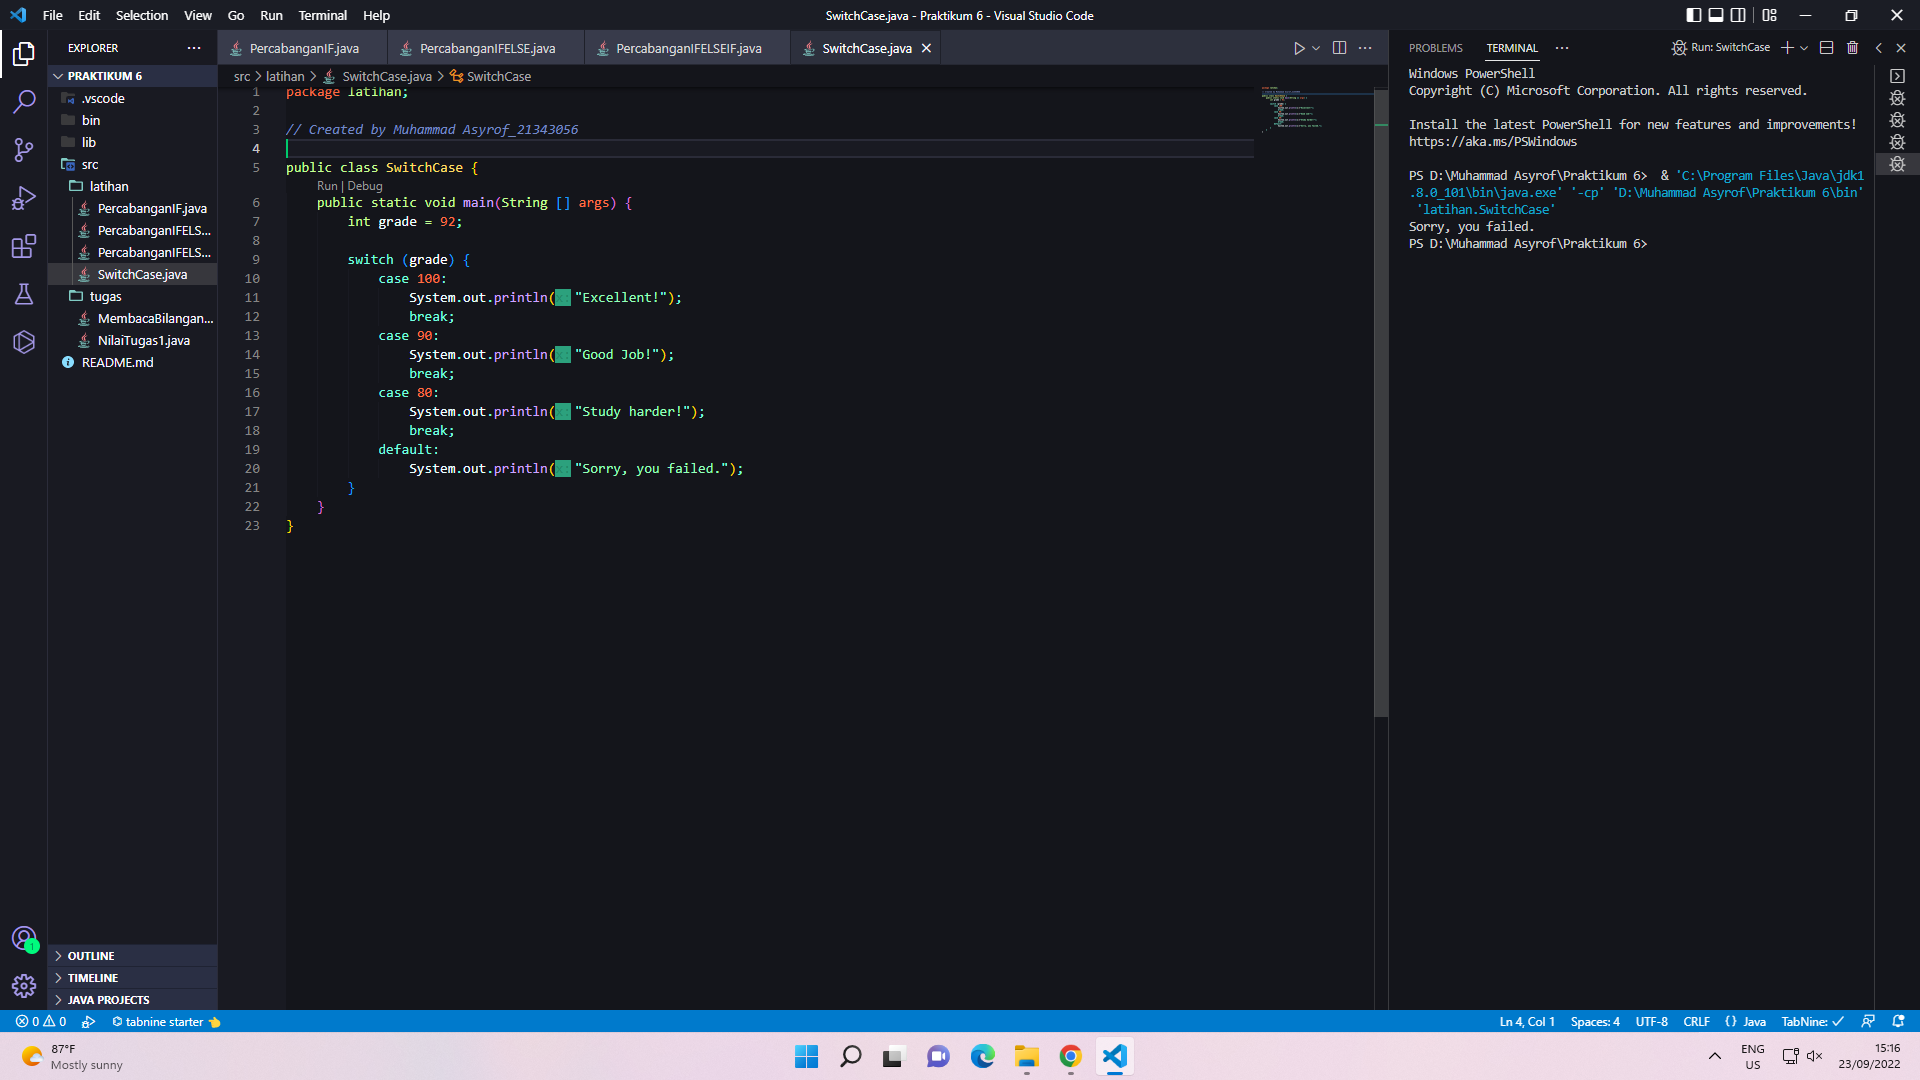 File Edit Selection View Go Run Terminal Help
SwitchCase.java - Praktikum 6 - Visual Studio Code
EXPLORER
PRAKTIKUM 6
.vscode
bin
lib
src
latihan
PercabanganIF.java
PercabanganIFELS...
PercabanganIFELS...
SwitchCase.java
tugas
MembacaBilangan...
NilaiTugas1.java
README.md
OUTLINE
TIMELINE
JAVA PROJECTS
PercabanganIF.java PercabanganIFELSE.java PercabanganIFELSEIF.java SwitchCase.java
src > latihan > SwitchCase.java > SwitchCase
1 package latihan;
2
3 // Created by Muhammad Asyrof_21343056
4
5 public class SwitchCase {
Run | Debug
6 public static void main(String [] args) {
7 int grade = 92;
8
9 switch (grade) {
10 case 100:
11 System.out.println( "Excellent!");
12 break;
13 case 90:
14 System.out.println( "Good Job!");
15 break;
16 case 80:
17 System.out.println( "Study harder!");
18 break;
19 default:
20 System.out.println( "Sorry, you failed.");
21 }
22 }
23 }
PROBLEMS TERMINAL ··· Run: SwitchCase
Windows PowerShell
Copyright (C) Microsoft Corporation. All rights reserved.
Install the latest PowerShell for new features and improvements!
https://aka.ms/PSWindows
PS D:\Muhammad Asyrof\Praktikum 6> & 'C:\Program Files\Java\jdk1
.8.0_101\bin\java.exe' '-cp' 'D:\Muhammad Asyrof\Praktikum 6\bin'
'latihan.SwitchCase'
Sorry, you failed.
PS D:\Muhammad Asyrof\Praktikum 6>
0 0 tabnine starter
Ln 4, Col 1 Spaces: 4 UTF-8 CRLF {} Java TabNine: ✓
87°F
Mostly sunny
ENG
US
15:16
23/09/2022